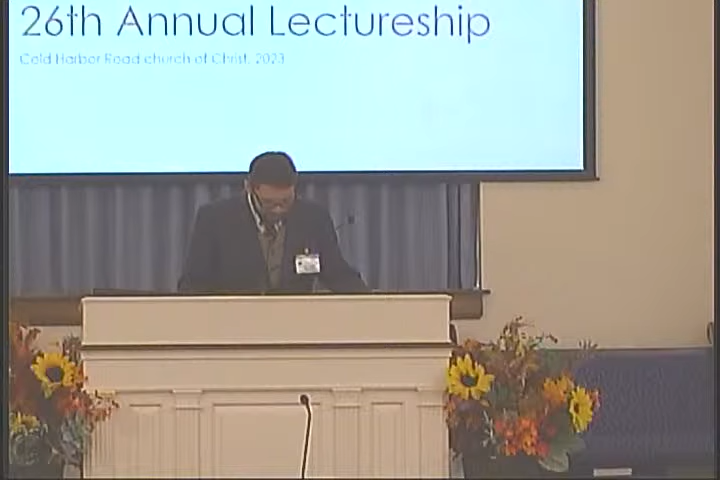 26th Annual Lectureship
Cold Harbor Road church of Christ, 2023